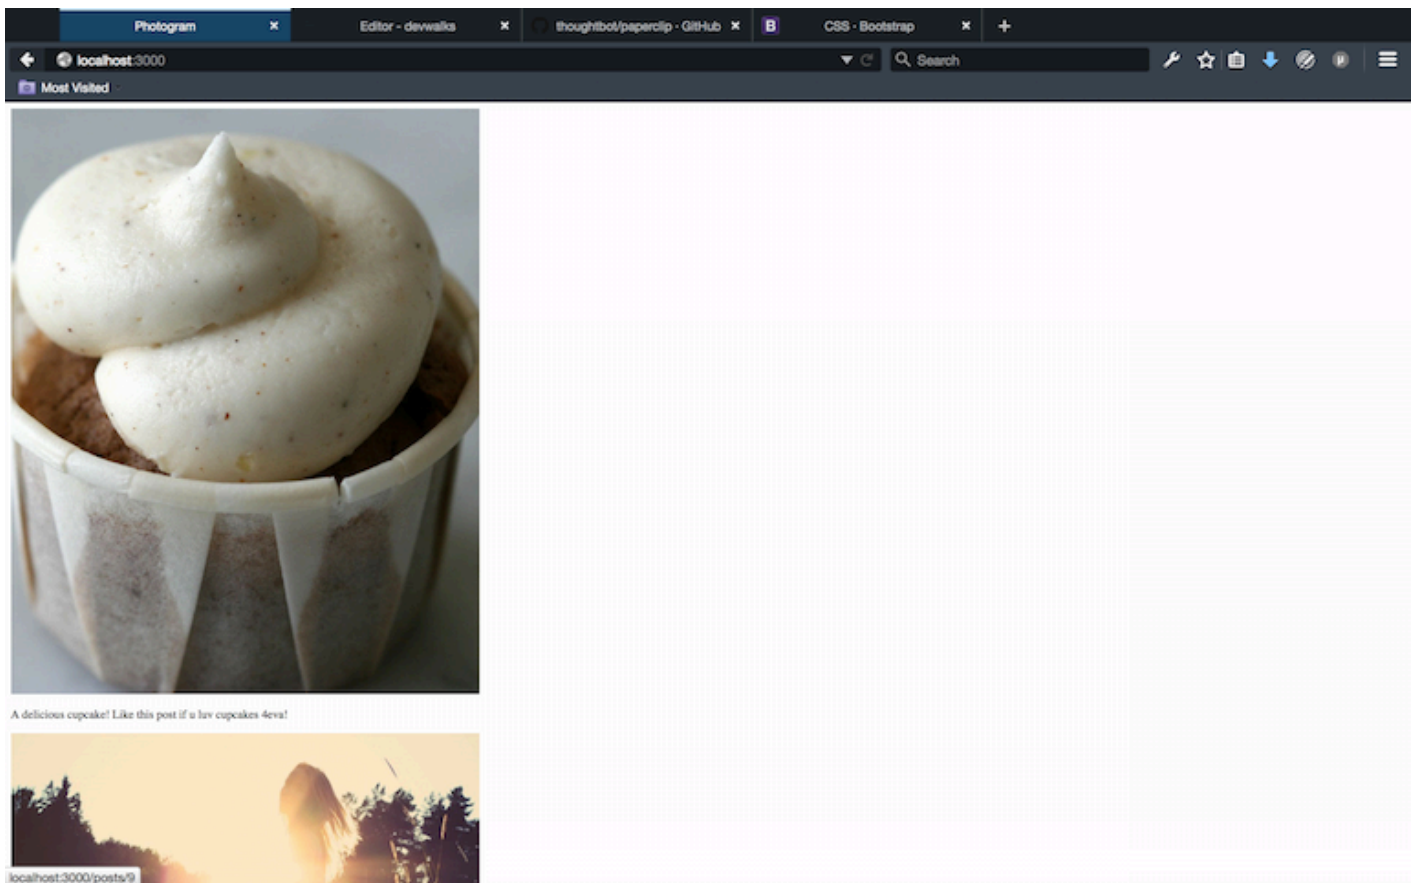 Photogram
Editor - devwalks
thoughtbot/paperclip · GitHub
B
CSS · Bootstrap
localhost:3000
Search
Most Visited
A delicious cupcake! Like this post if u luv cupcakes 4eva!
localhost:3000/posts/9